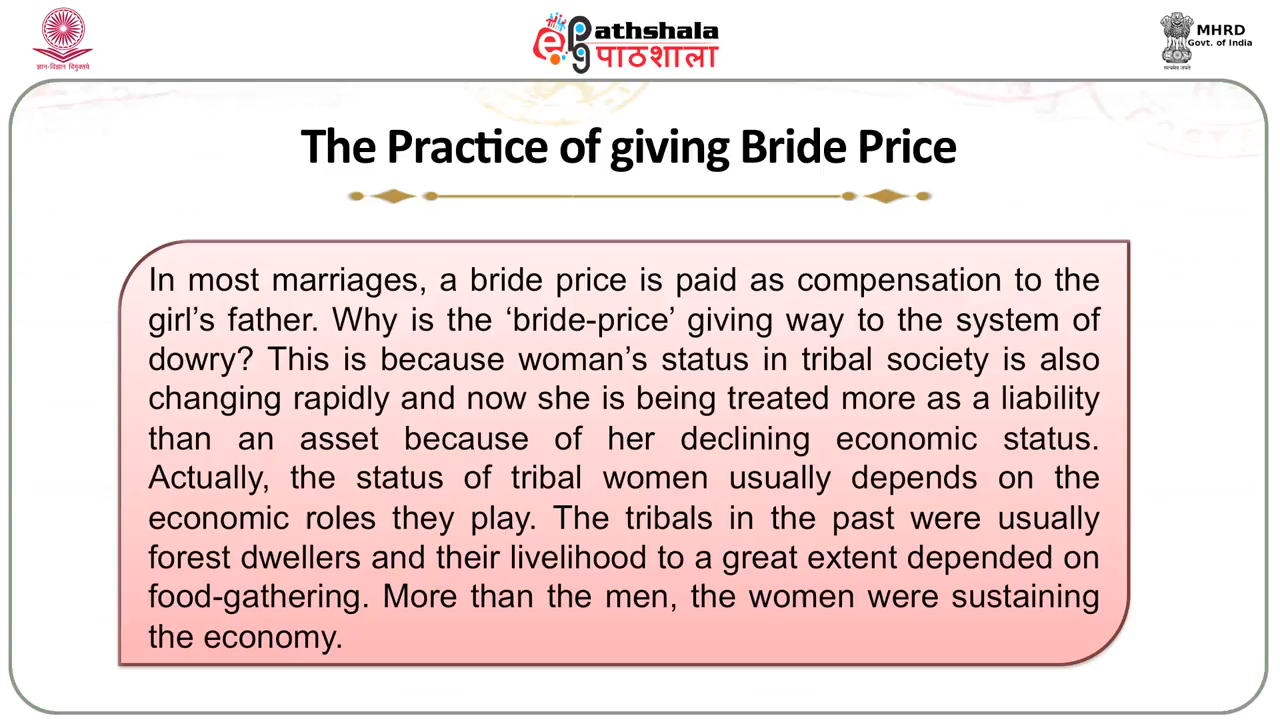 ज्ञान-विज्ञान विमुक्तये
ePg athshala
पाठशाला
MHRD
Govt. of India
सत्यमेव जयते
The Practice of giving Bride Price
In most marriages, a bride price is paid as compensation to the
girl’s father. Why is the ‘bride-price’ giving way to the system of
dowry? This is because woman’s status in tribal society is also
changing rapidly and now she is being treated more as a liability
than an asset because of her declining economic status.
Actually, the status of tribal women usually depends on the
economic roles they play. The tribals in the past were usually
forest dwellers and their livelihood to a great extent depended on
food-gathering. More than the men, the women were sustaining
the economy.